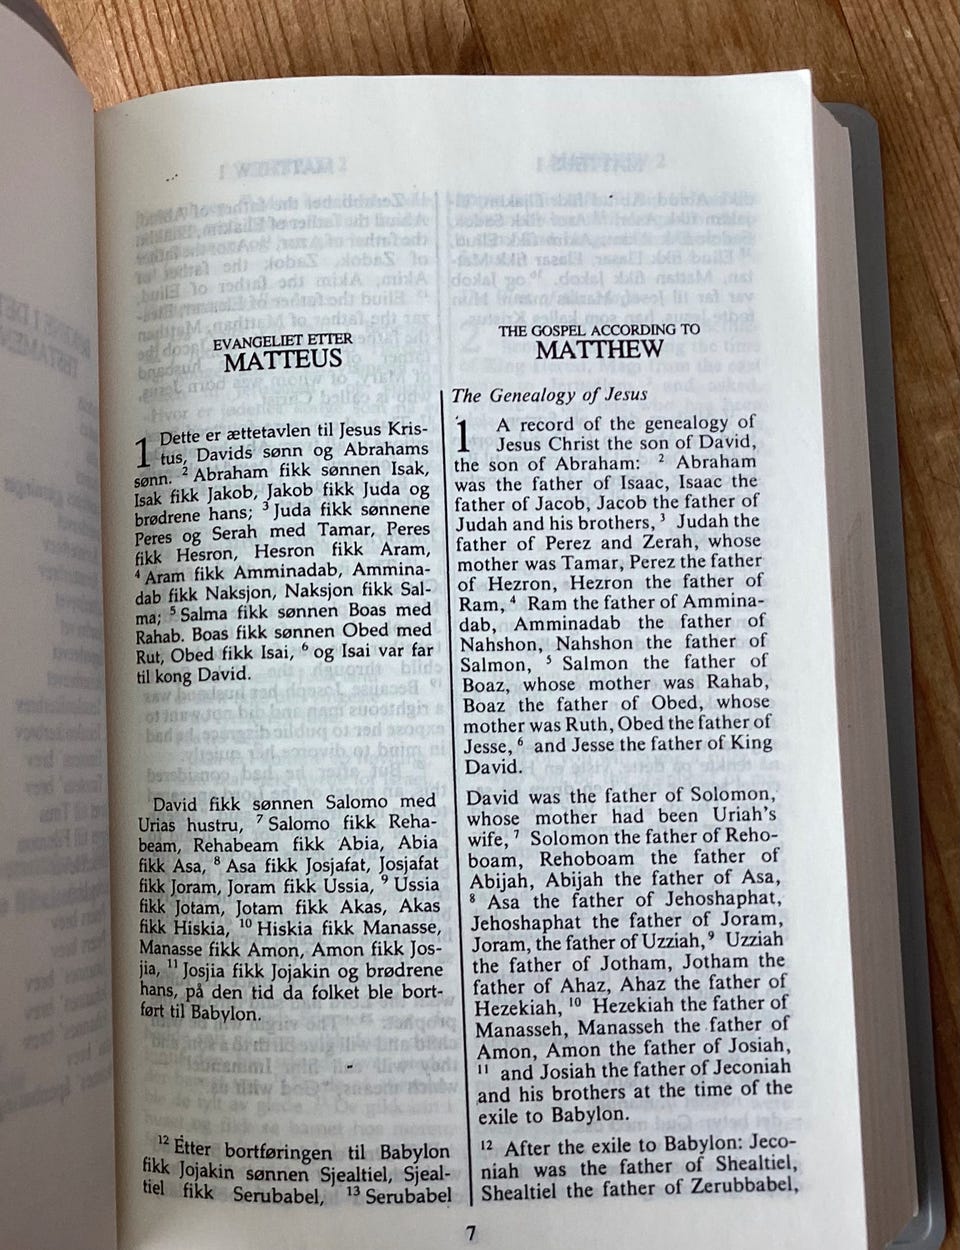 EVANGELIET ETTER
MATTEUS
1 Dette er ættetavlen til Jesus Kris-
tus, Davids sønn og Abrahams
sønn. ² Abraham fikk sønnen Isak,
Isak fikk Jakob, Jakob fikk Juda og
brødrene hans; ³ Juda fikk sønnene
Peres og Serah med Tamar, Peres
fikk Hesron, Hesron fikk Aram,
⁴ Aram fikk Amminadab, Ammina-
dab fikk Naksjon, Naksjon fikk Sal-
ma; ⁵ Salma fikk sønnen Boas med
Rahab. Boas fikk sønnen Obed med
Rut, Obed fikk Isai, ⁶ og Isai var far
til kong David.
David fikk sønnen Salomo med
Urias hustru, ⁷ Salomo fikk Reha-
beam, Rehabeam fikk Abia, Abia
fikk Asa, ⁸ Asa fikk Josjafat, Josjafat
fikk Joram, Joram fikk Ussia, ⁹ Ussia
fikk Jotam, Jotam fikk Akas, Akas
fikk Hiskia, ¹⁰ Hiskia fikk Manasse,
Manasse fikk Amon, Amon fikk Jos-
jia, ¹¹ Josjia fikk Jojakin og brødrene
hans, på den tid da folket ble bort-
ført til Babylon.
¹² Etter bortføringen til Babylon
fikk Jojakin sønnen Sjealtiel, Sjeal-
tiel fikk Serubabel, ¹³ Serubabel
THE GOSPEL ACCORDING TO
MATTHEW
The Genealogy of Jesus
1 A record of the genealogy of
Jesus Christ the son of David,
the son of Abraham: ² Abraham
was the father of Isaac, Isaac the
father of Jacob, Jacob the father of
Judah and his brothers, ³ Judah the
father of Perez and Zerah, whose
mother was Tamar, Perez the father
of Hezron, Hezron the father of
Ram, ⁴ Ram the father of Ammina-
dab, Amminadab the father of
Nahshon, Nahshon the father of
Salmon, ⁵ Salmon the father of
Boaz, whose mother was Rahab,
Boaz the father of Obed, whose
mother was Ruth, Obed the father of
Jesse, ⁶ and Jesse the father of King
David.
David was the father of Solomon,
whose mother had been Uriah's
wife, ⁷ Solomon the father of Reho-
boam, Rehoboam the father of
Abijah, Abijah the father of Asa,
⁸ Asa the father of Jehoshaphat,
Jehoshaphat the father of Joram,
Joram, the father of Uzziah, ⁹ Uzziah
the father of Jotham, Jotham the
father of Ahaz, Ahaz the father of
Hezekiah, ¹⁰ Hezekiah the father of
Manasseh, Manasseh the father of
Amon, Amon the father of Josiah,
¹¹ and Josiah the father of Jeconiah
and his brothers at the time of the
exile to Babylon.
¹² After the exile to Babylon: Jeco-
niah was the father of Shealtiel,
Shealtiel the father of Zerubbabel,
7